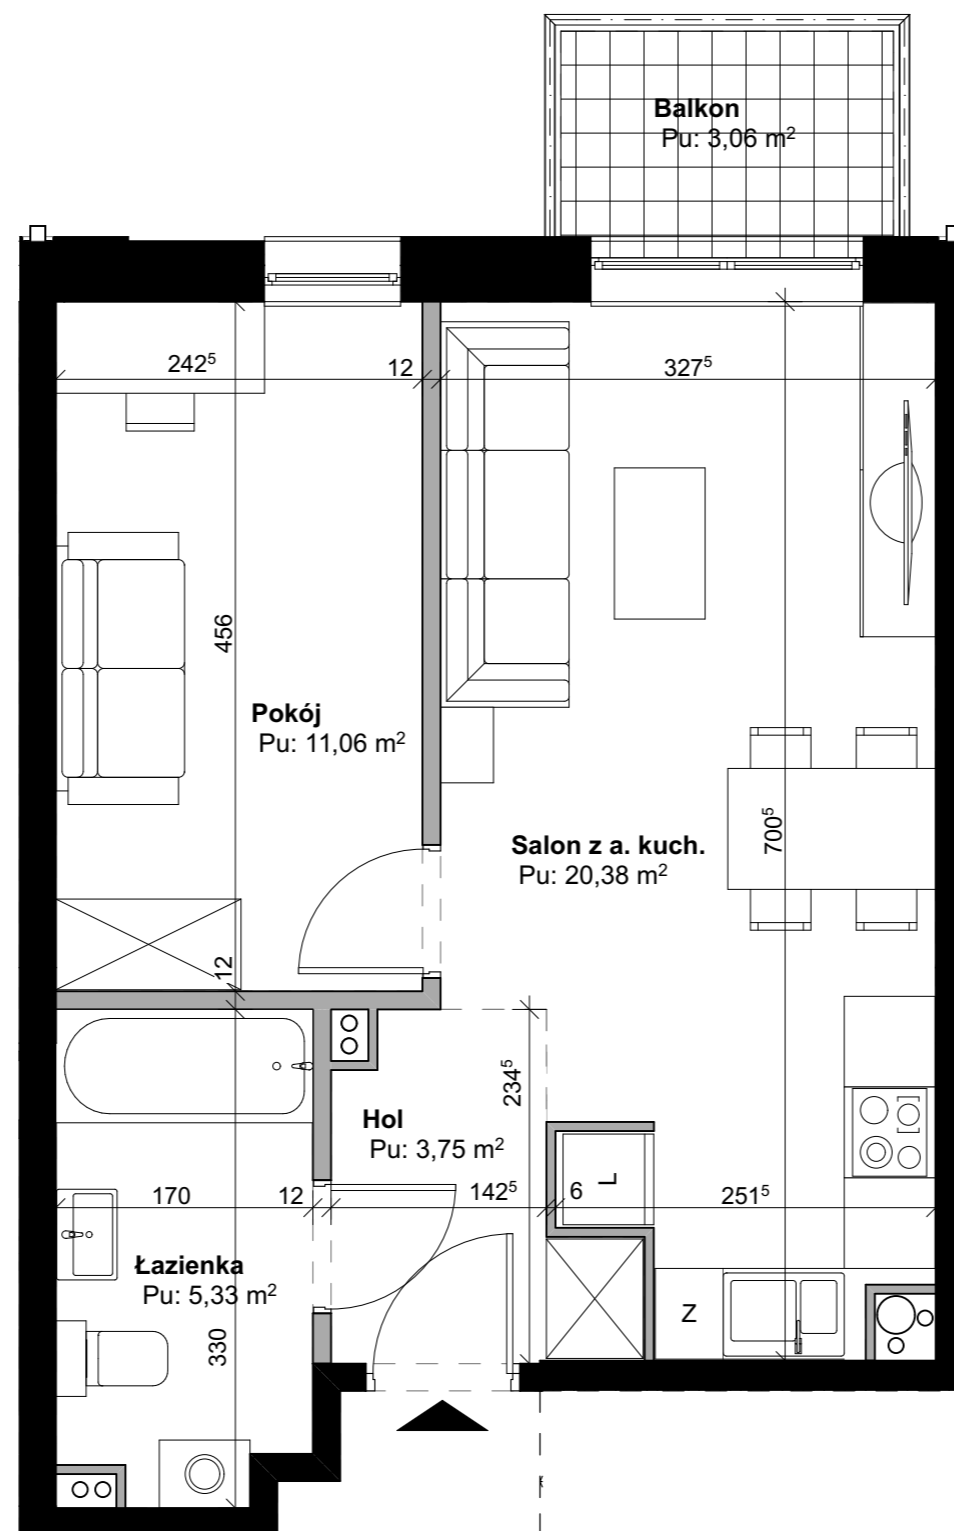 Balkon
Pu: 3,06 m²
242⁵
12
327⁵
456
Pokój
Pu: 11,06 m²
700⁵
Salon z a. kuch.
Pu: 20,38 m²
12
234⁵
Hol
Pu: 3,75 m²
L
170
12
142⁵
6
251⁵
Łazienka
Pu: 5,33 m²
330
Z